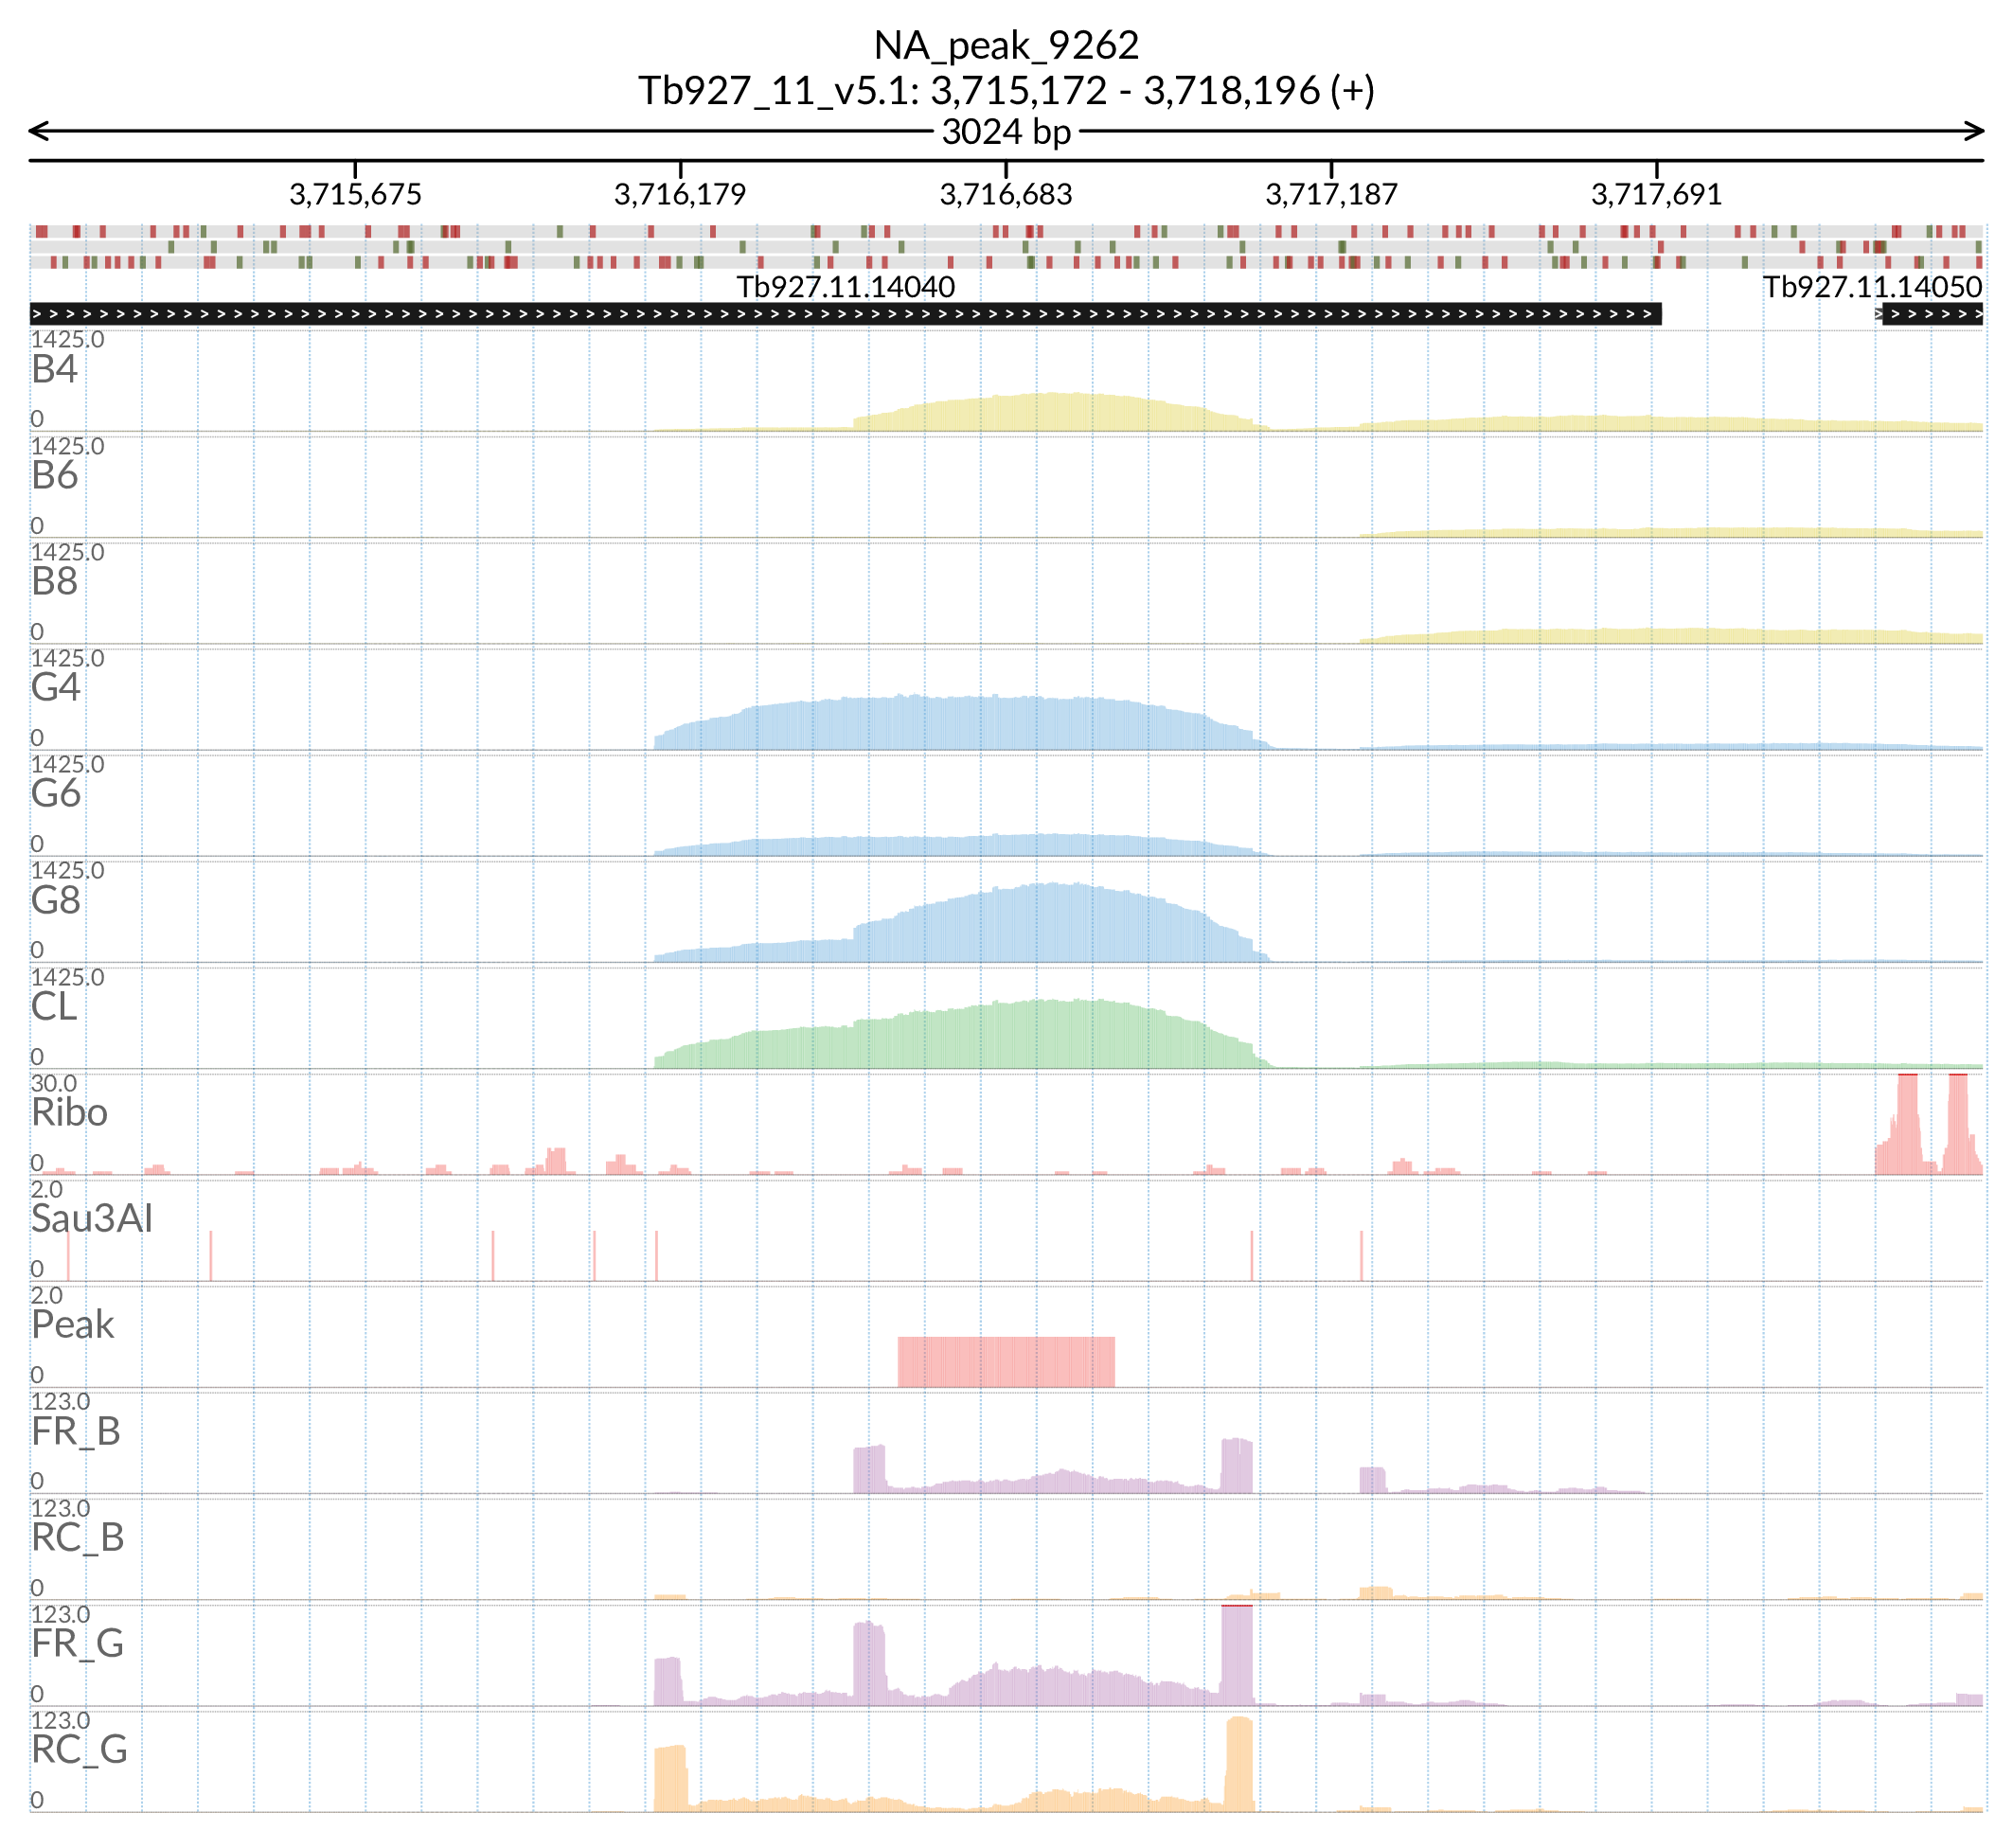 NA_peak_9262
Tb927_11_v5.1: 3,715,172 - 3,718,196 (+)
3024 bp
3,715,675 3,716,179 3,716,683 3,717,187 3,717,691
Tb927.11.14040 Tb927.11.14050
1425.0
B4
0
1425.0
B6
0
1425.0
B8
0
1425.0
G4
0
1425.0
G6
0
1425.0
G8
0
1425.0
CL
0
30.0
Ribo
0
2.0
Sau3AI
0
2.0
Peak
0
123.0
FR_B
0
123.0
RC_B
0
123.0
FR_G
0
123.0
RC_G
0